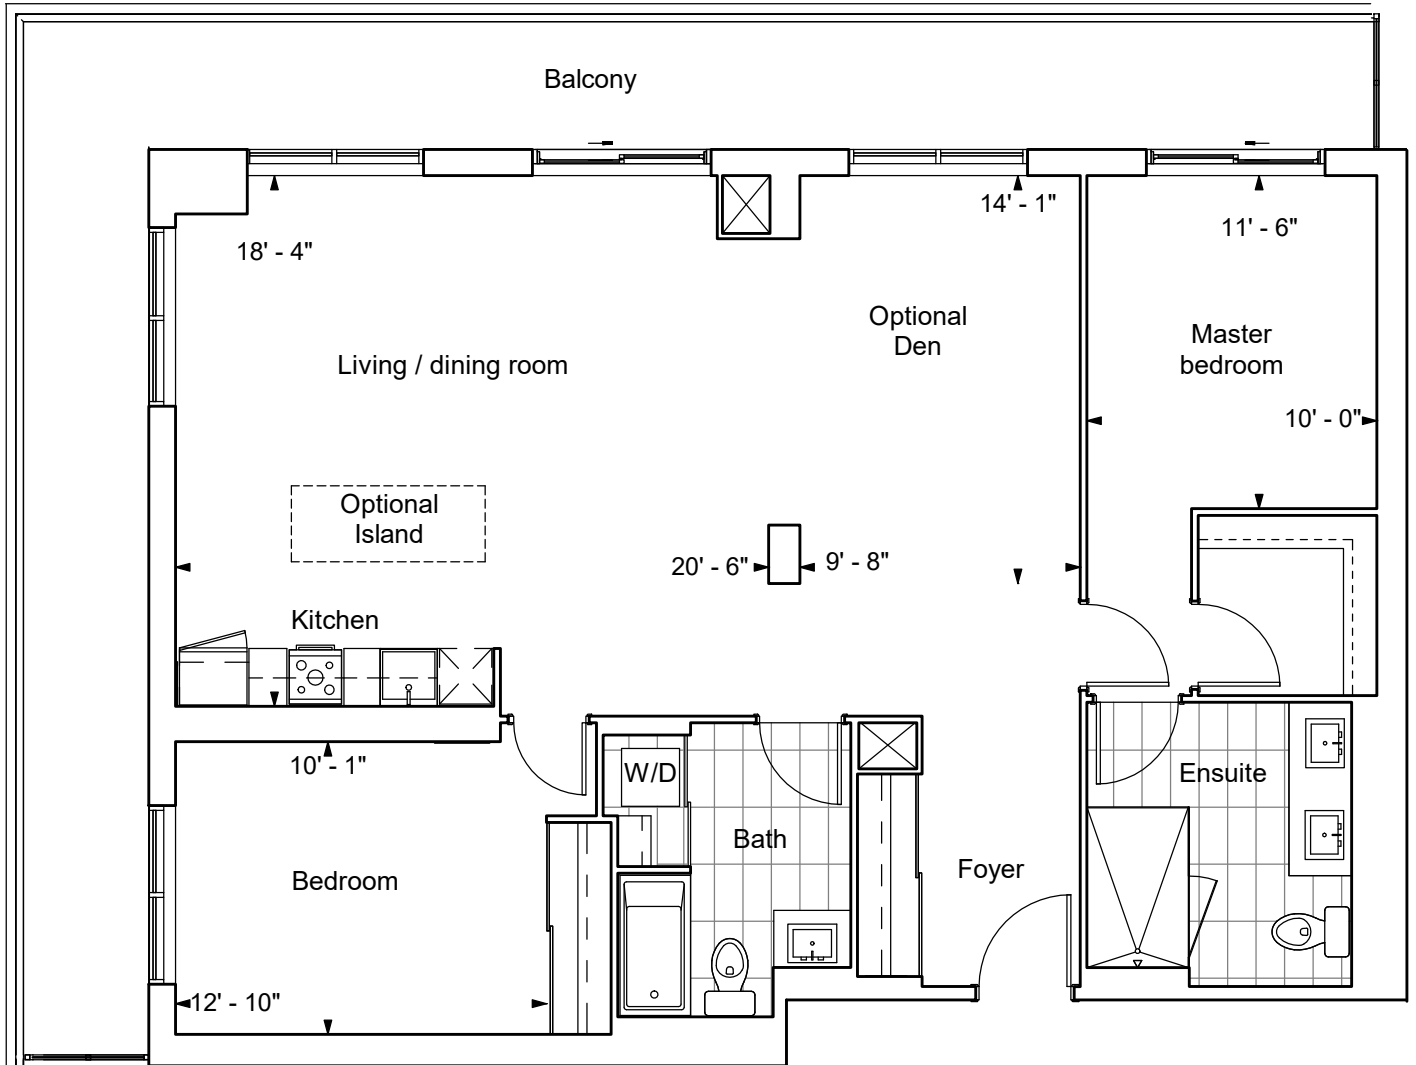 Balcony
14' - 1"
11' - 6"
18' - 4"
Optional
Den
Master
bedroom
Living / dining room
10' - 0"
Optional
Island
20' - 6"
9' - 8"
Kitchen
10' - 1"
W/D
Ensuite
Bath
Foyer
Bedroom
12' - 10"